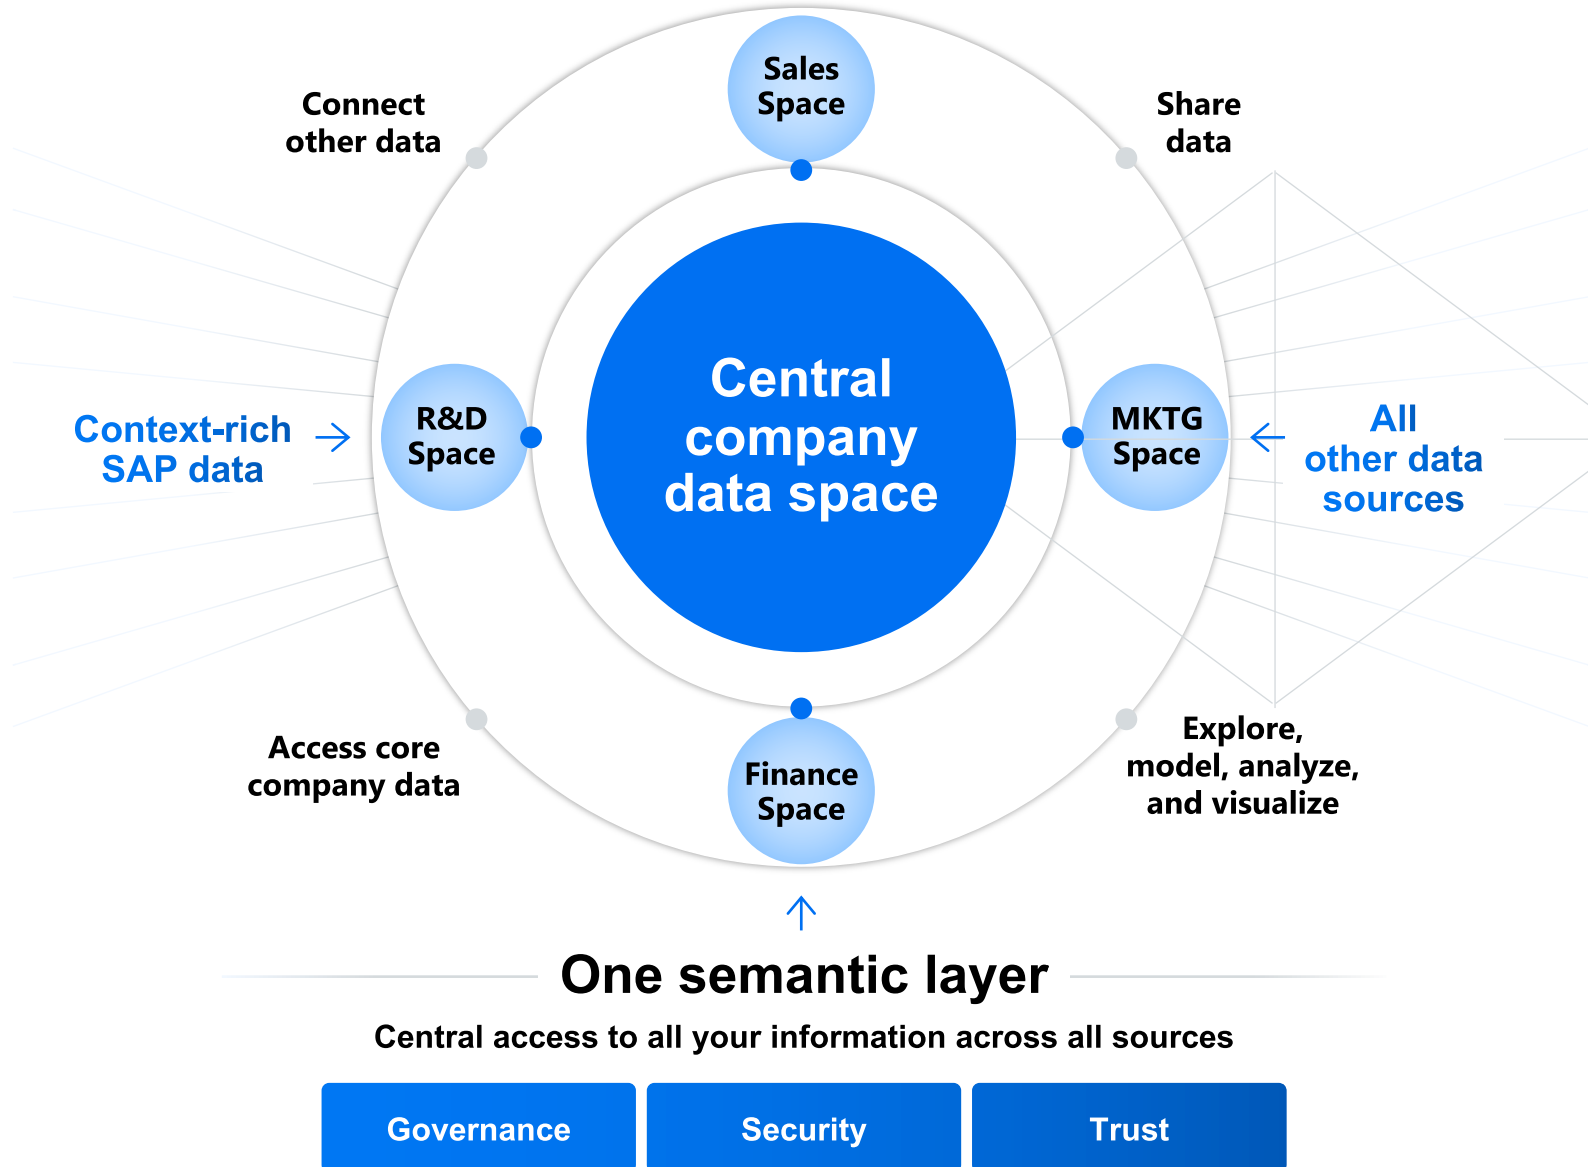 Sales
Space
Connect
other data
Share
data
Central
company
data space
R&D
Space
MKTG
Space
Context-rich
SAP data
All
other data
sources
Access core
company data
Finance
Space
Explore,
model, analyze,
and visualize
One semantic layer
Central access to all your information across all sources
Governance
Security
Trust